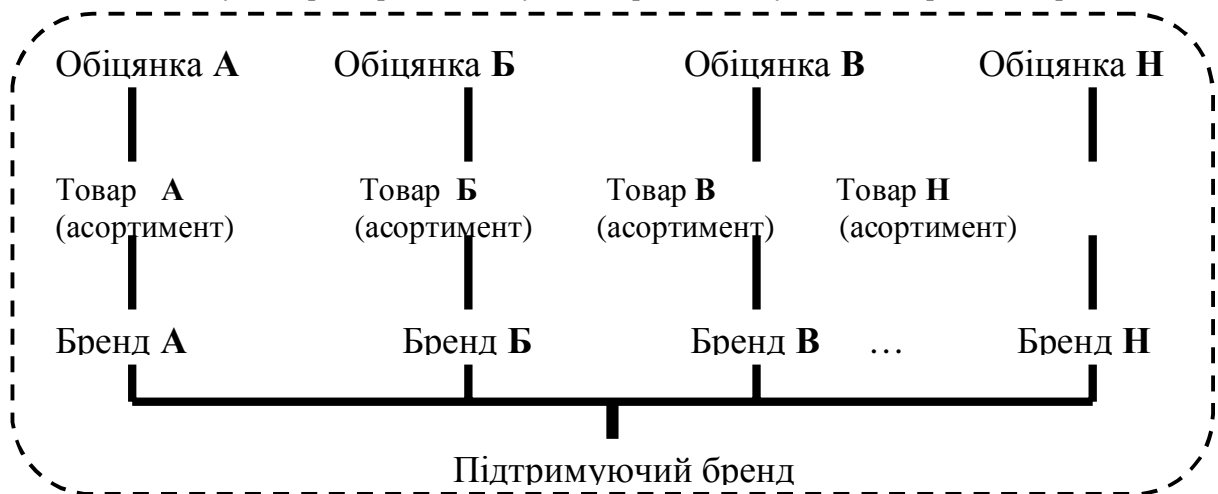 Обіцянка А Обіцянка Б Обіцянка В Обіцянка Н
Товар А Товар Б Товар В Товар Н
(асортимент) (асортимент) (асортимент) (асортимент)
Бренд А Бренд Б Бренд В … Бренд Н
Підтримуючий бренд